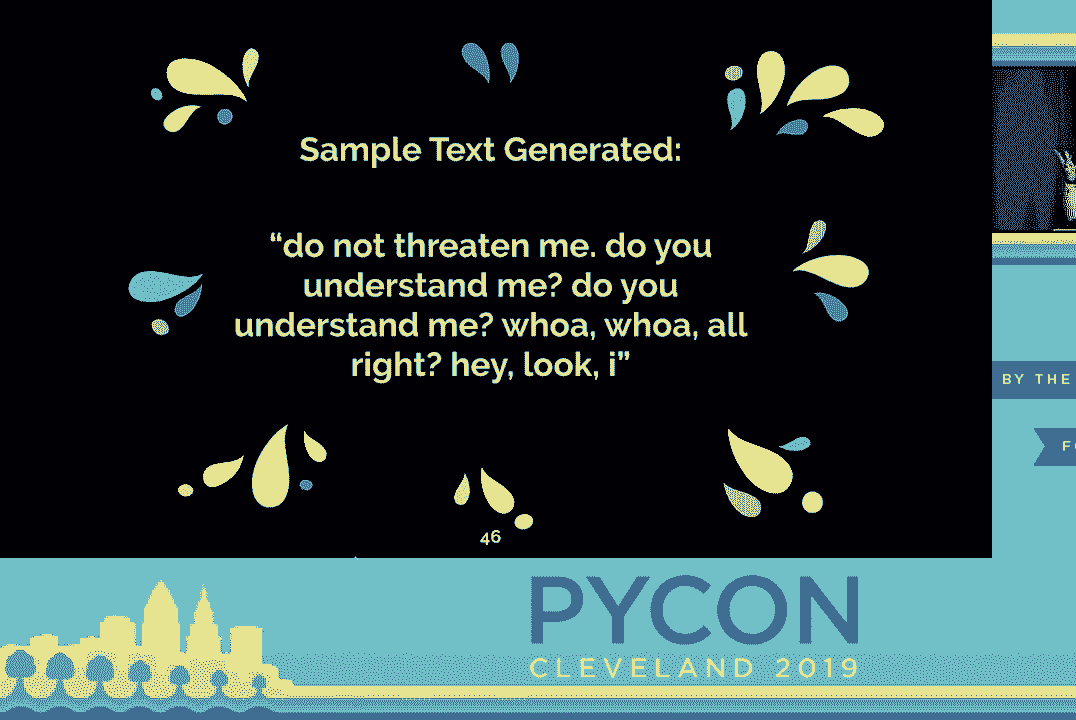 Sample Text Generated:
“do not threaten me. do you
understand me? do you
understand me? whoa, whoa, all
right? hey, look, i”
46
BY THE
PYCON
CLEVELAND 2019